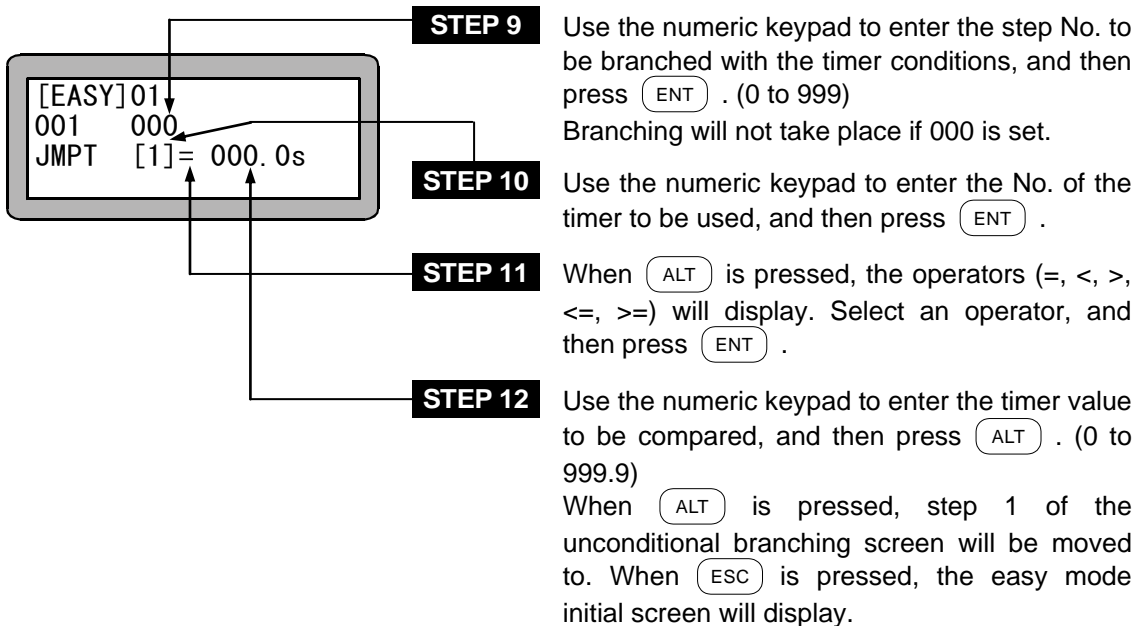 [EASY]01
001 000
JMPT [1]= 000.0s
STEP 9
Use the numeric keypad to enter the step No. to
be branched with the timer conditions, and then
press ENT . (0 to 999)
Branching will not take place if 000 is set.
STEP 10
Use the numeric keypad to enter the No. of the
timer to be used, and then press ENT .
STEP 11
When ALT is pressed, the operators (=, <, >,
<=, >=) will display. Select an operator, and
then press ENT .
STEP 12
Use the numeric keypad to enter the timer value
to be compared, and then press ALT . (0 to
999.9)
When ALT is pressed, step 1 of the
unconditional branching screen will be moved
to. When ESC is pressed, the easy mode
initial screen will display.